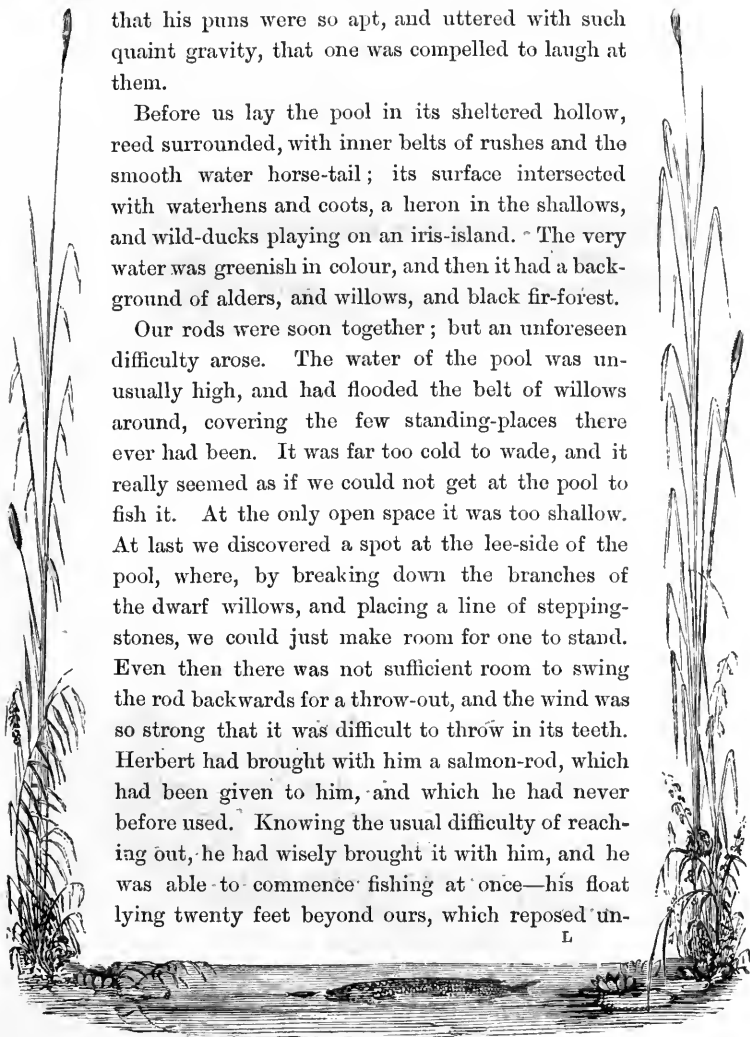 that his puns were so apt, and uttered with such
quaint gravity, that one was compelled to laugh at
them.
Before us lay the pool in its sheltered hollow,
reed surrounded, with inner belts of rushes and the
smooth water horse-tail; its surface intersected
with waterhens and coots, a heron in the shallows,
and wild-ducks playing on an iris-island. The very
water was greenish in colour, and then it had a back-
ground of alders, and willows, and black fir-forest.
Our rods were soon together; but an unforeseen
difficulty arose. The water of the pool was un-
usually high, and had flooded the belt of willows
around, covering the few standing-places there
ever had been. It was far too cold to wade, and it
really seemed as if we could not get at the pool to
fish it. At the only open space it was too shallow.
At last we discovered a spot at the lee-side of the
pool, where, by breaking down the branches of
the dwarf willows, and placing a line of stepping-
stones, we could just make room for one to stand.
Even then there was not sufficient room to swing
the rod backwards for a throw-out, and the wind was
so strong that it was difficult to throw in its teeth.
Herbert had brought with him a salmon-rod, which
had been given to him, and which he had never
before used. Knowing the usual difficulty of reach-
ing out, he had wisely brought it with him, and he
was able to commence fishing at once—his float
lying twenty feet beyond ours, which reposed un-
L